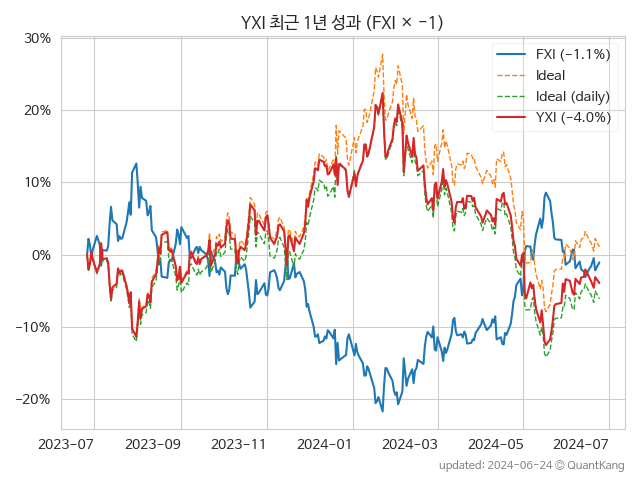 YXI 최근 1년 성과 (FXI × -1)
30%
20%
10%
0%
−10%
−20%
FXI (-1.1%)
Ideal
Ideal (daily)
YXI (-4.0%)
2023-07 2023-09 2023-11 2024-01 2024-03 2024-05 2024-07
updated: 2024-06-24 © QuantKang